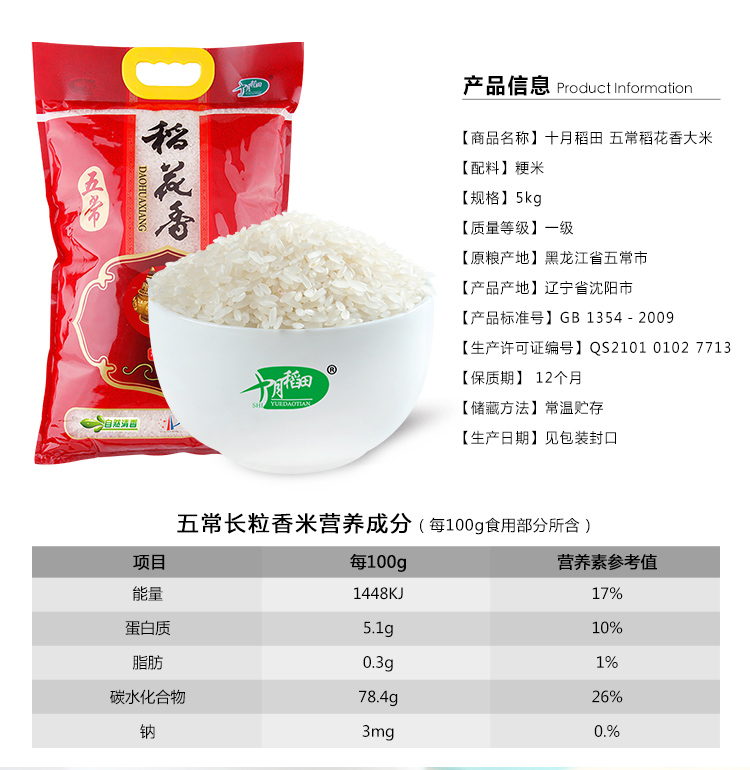 十月稻田
稻花香
DAOHUAXIANG
五常
自然清香
十月稻田®
SHI YUEDAOTIAN
产品信息 Product Information
【商品名称】十月稻田 五常稻花香大米
【配料】粳米
【规格】5kg
【质量等级】一级
【原粮产地】黑龙江省五常市
【产品产地】辽宁省沈阳市
【产品标准号】GB 1354 - 2009
【生产许可证编号】QS2101 0102 7713
【保质期】 12个月
【储藏方法】常温贮存
【生产日期】见包装封口
五常长粒香米营养成分（每100g食用部分所含）
项目 每100g 营养素参考值
能量 1448KJ 17%
蛋白质 5.1g 10%
脂肪 0.3g 1%
碳水化合物 78.4g 26%
钠 3mg 0.%